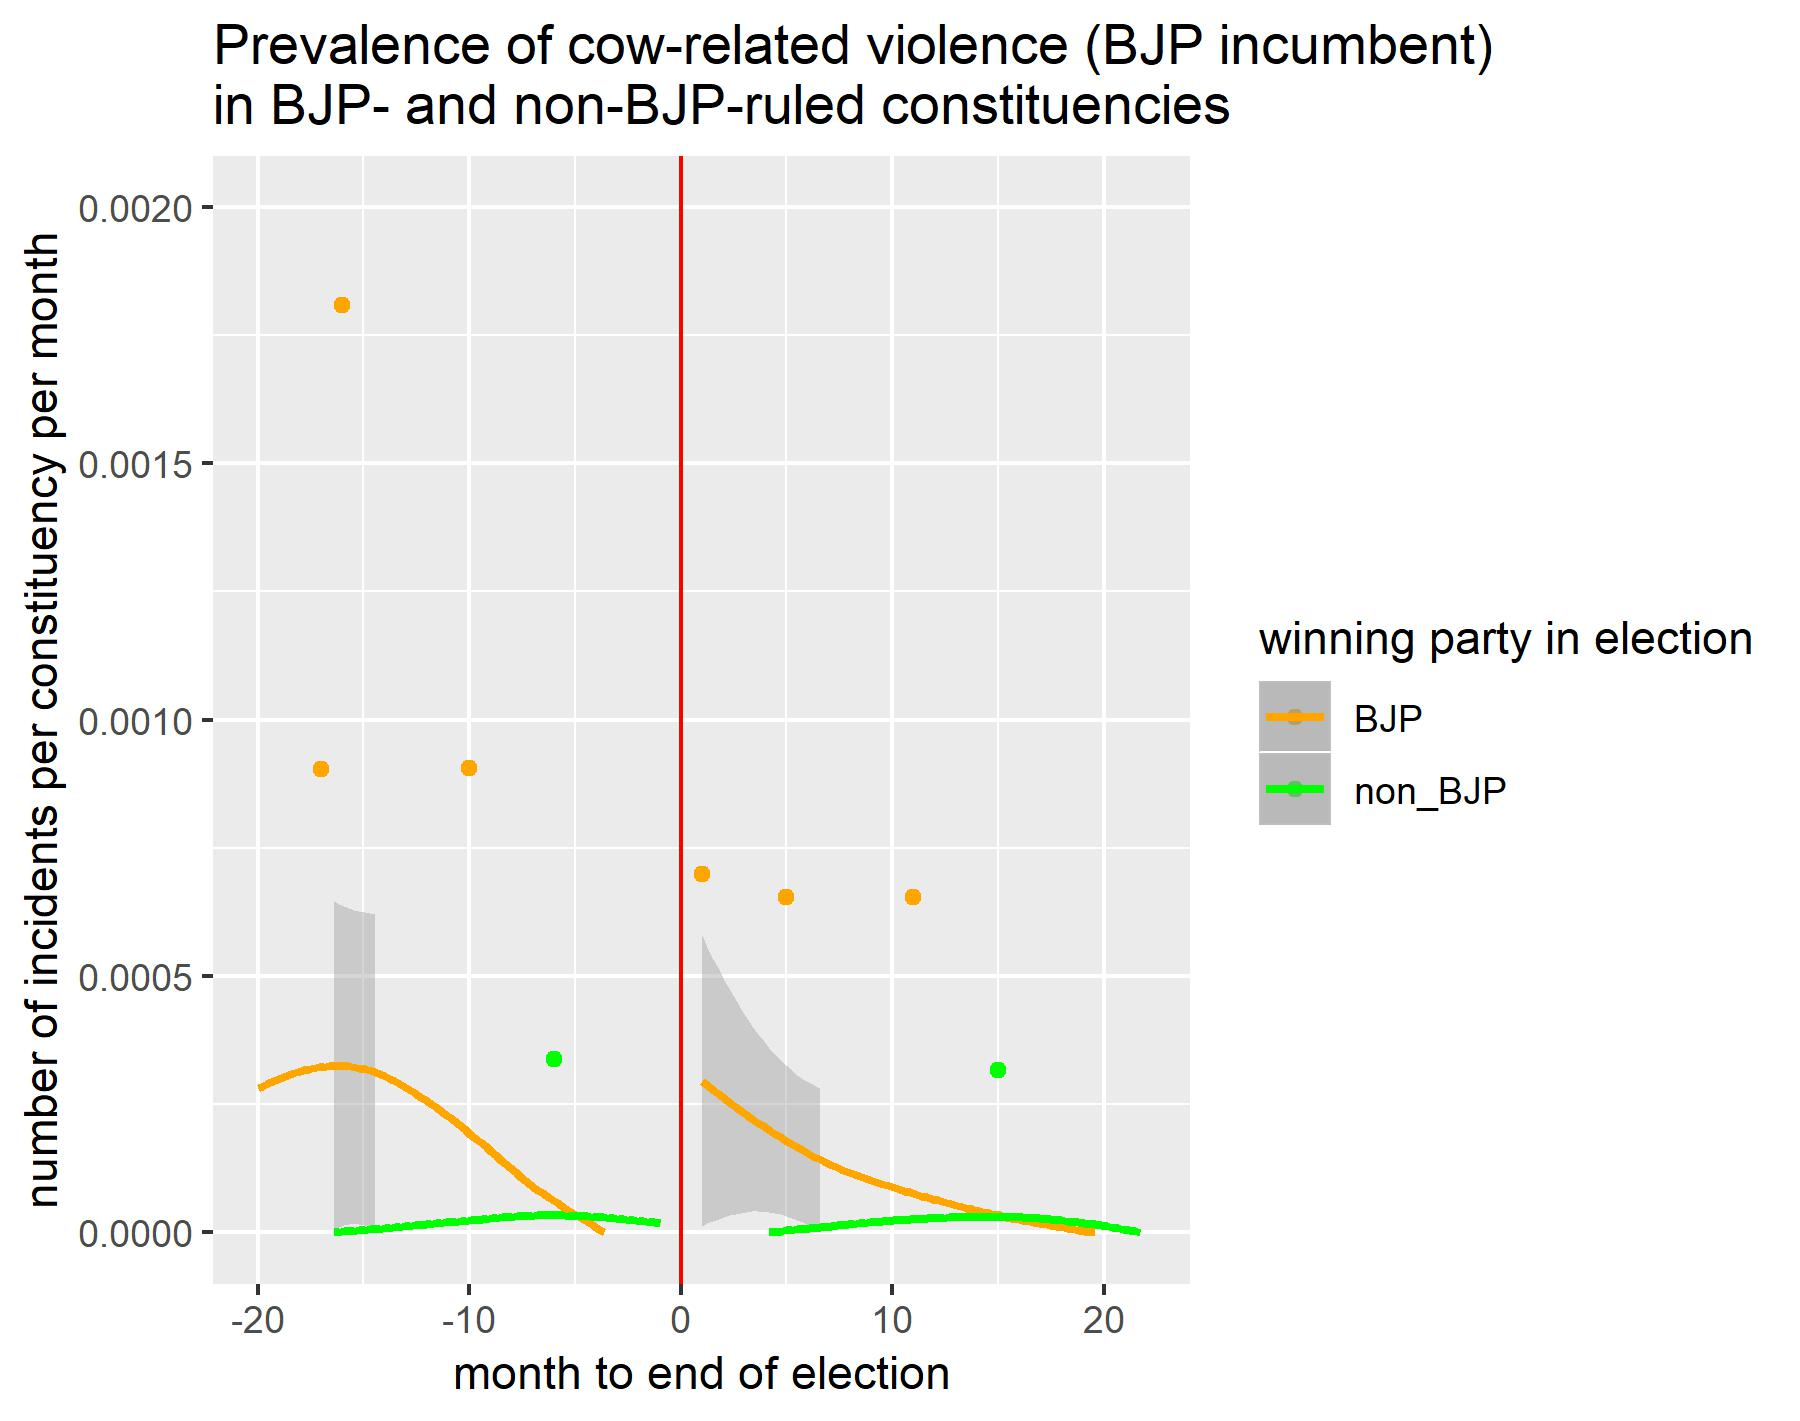 Prevalence of cow-related violence (BJP incumbent)
in BJP- and non-BJP-ruled constituencies
number of incidents per constituency per month
0.0020
0.0015
0.0010
0.0005
0.0000
-20 -10 0 10 20
month to end of election
winning party in election
BJP
non_BJP